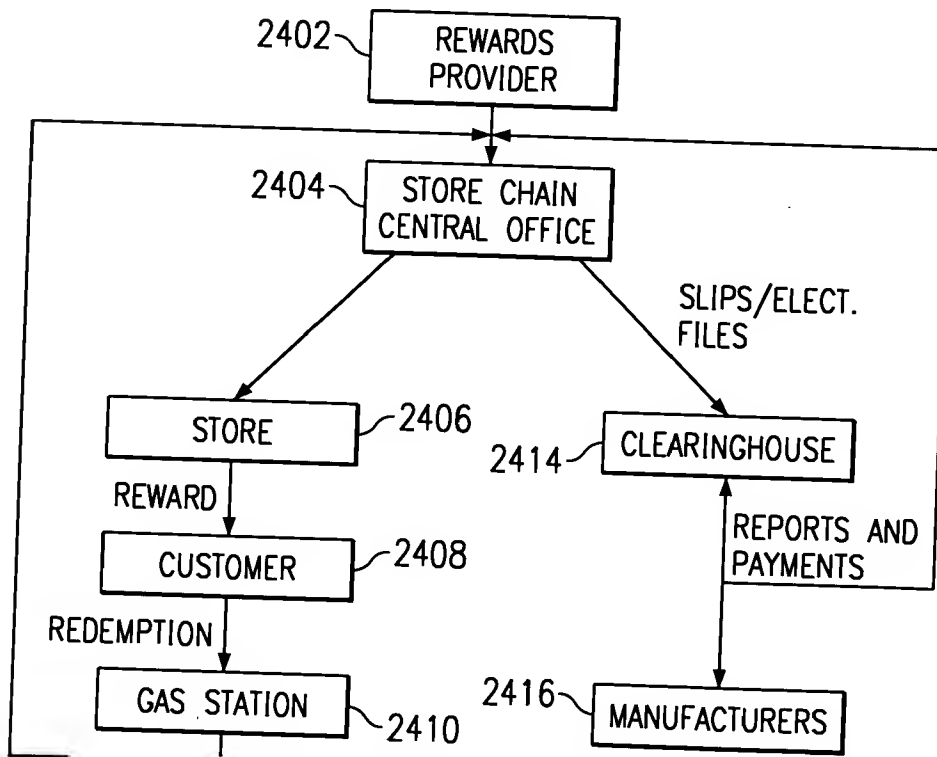 2402
REWARDS
PROVIDER
2404
STORE CHAIN
CENTRAL OFFICE
SLIPS/ELECT.
FILES
STORE
2406
2414
CLEARINGHOUSE
REWARD
REPORTS AND
PAYMENTS
CUSTOMER
2408
REDEMPTION
GAS STATION
2410
2416
MANUFACTURERS